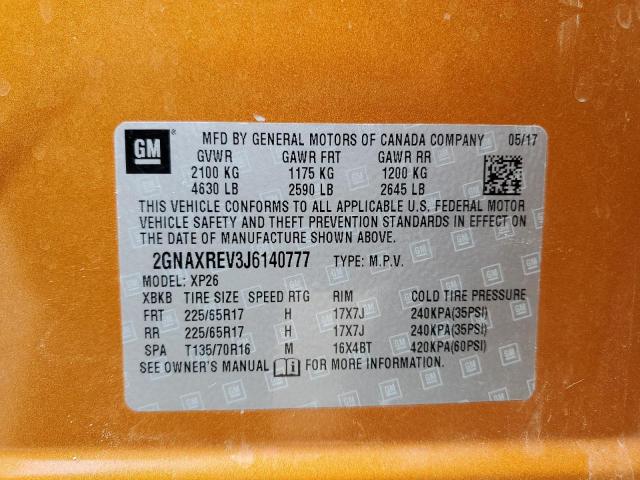 GM
MFD BY GENERAL MOTORS OF CANADA COMPANY 05/17
GVWR GAWR FRT GAWR RR
2100 KG 1175 KG 1200 KG
4630 LB 2590 LB 2645 LB
THIS VEHICLE CONFORMS TO ALL APPLICABLE U.S. FEDERAL MOTOR
VEHICLE SAFETY AND THEFT PREVENTION STANDARDS IN EFFECT ON
THE DATE OF MANUFACTURE SHOWN ABOVE.
2GNAXREV3J6140777 TYPE: M.P.V.
MODEL: XP26
XBKB TIRE SIZE SPEED RTG RIM COLD TIRE PRESSURE
FRT 225/65R17 H 17X7J 240KPA(35PSI)
RR 225/65R17 H 17X7J 240KPA(35PSI)
SPA T135/70R16 M 16X4BT 420KPA(60PSI)
SEE OWNER'S MANUAL FOR MORE INFORMATION.